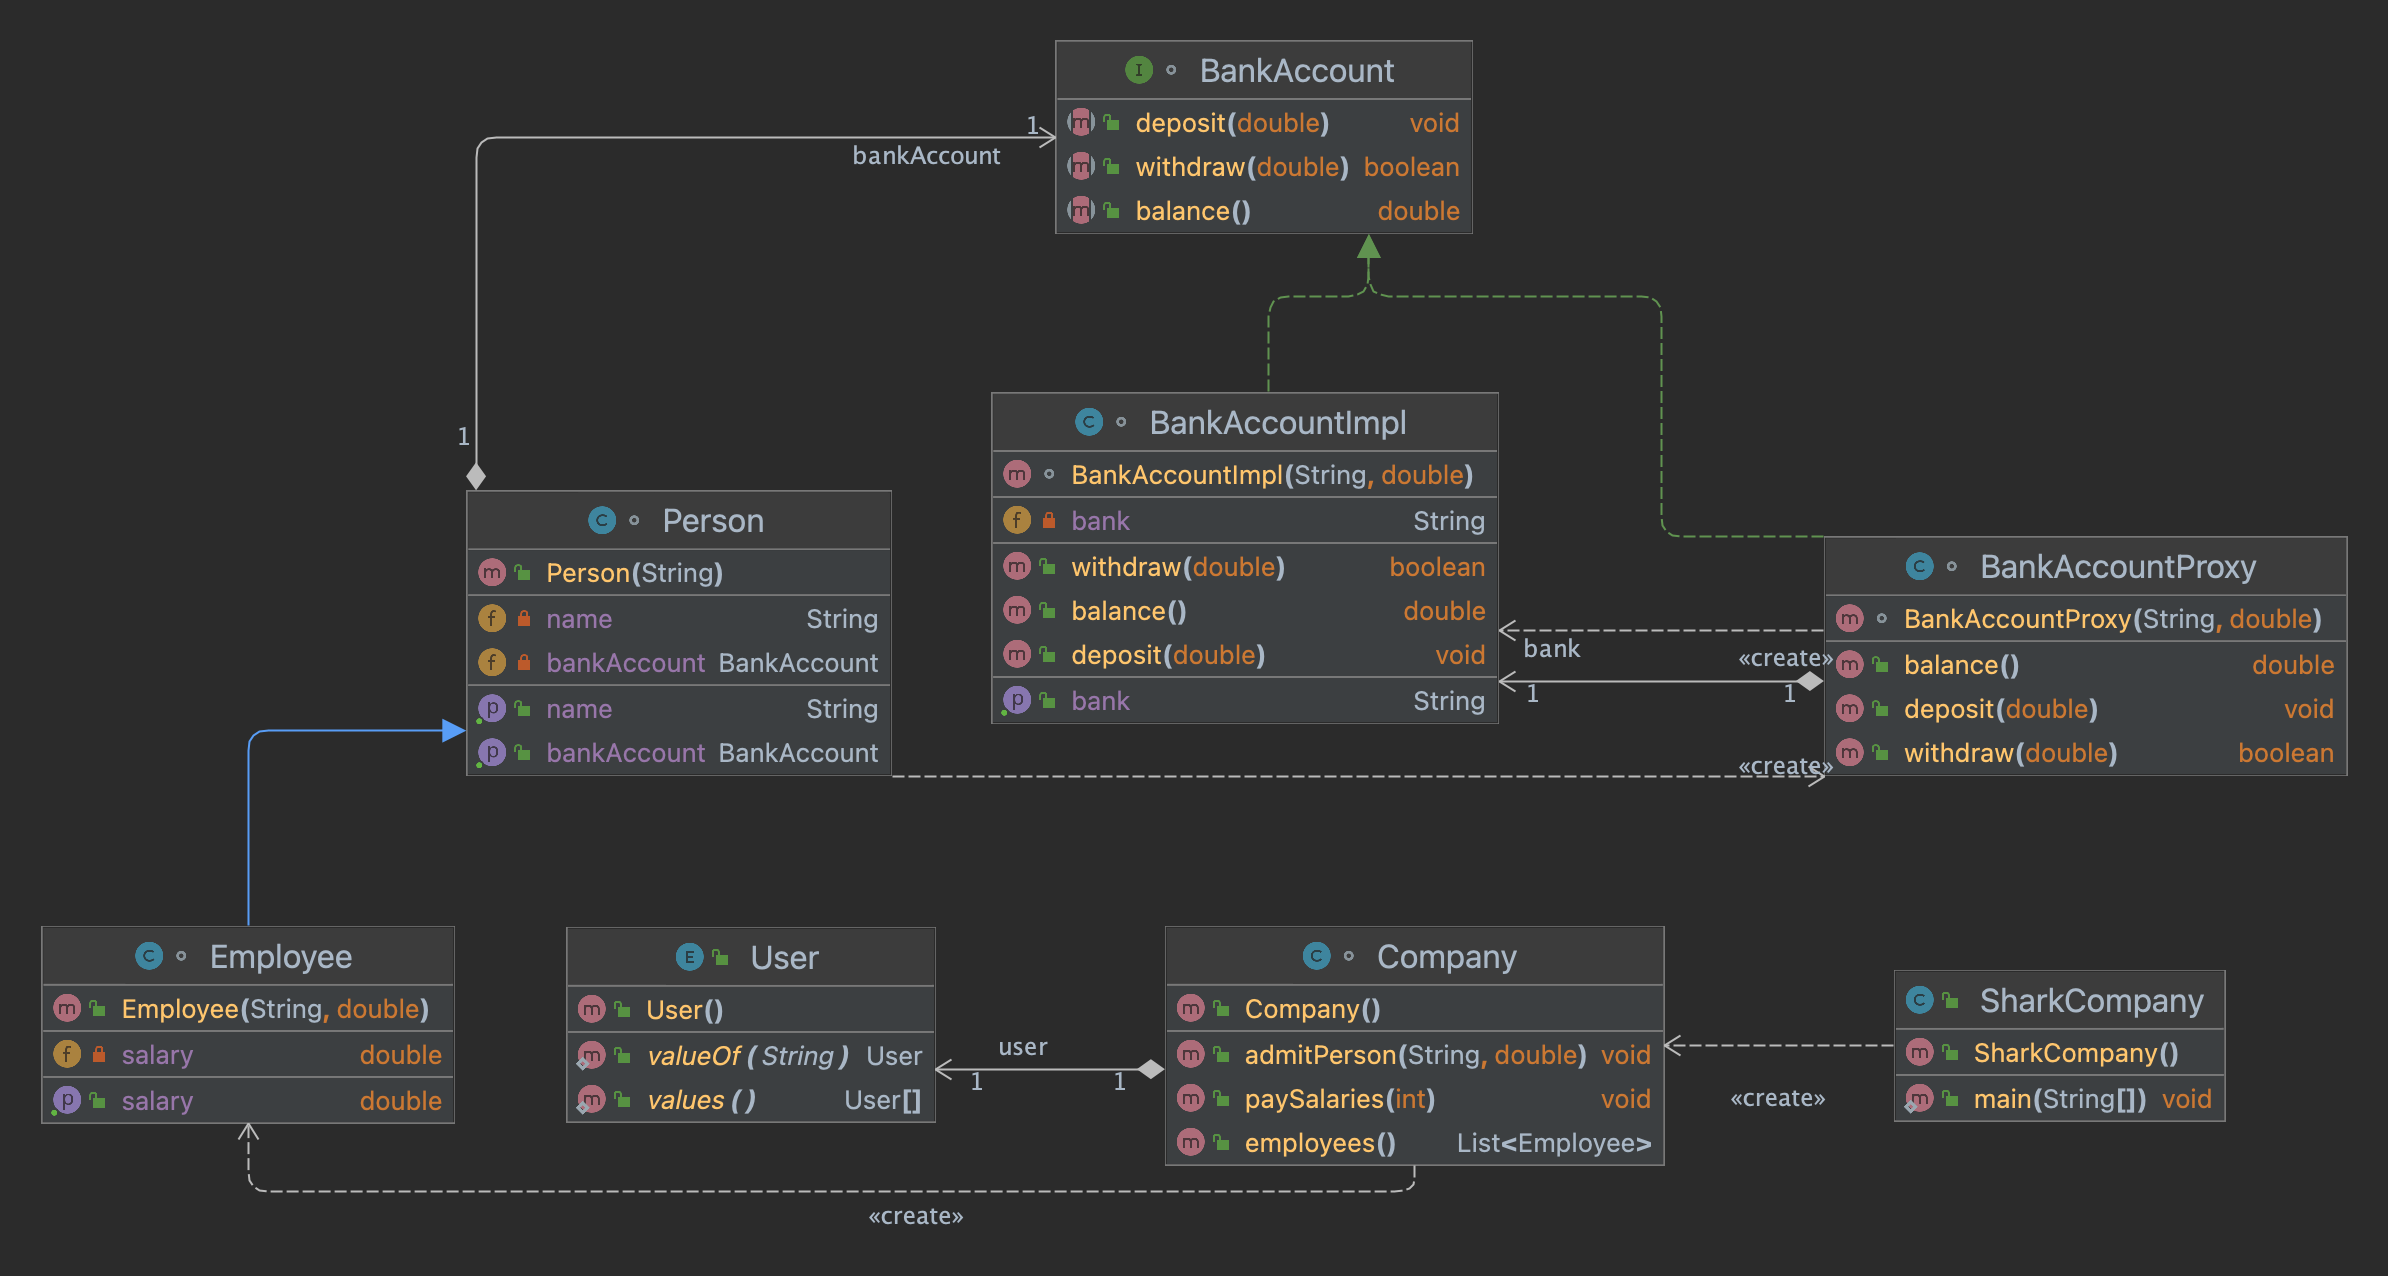 BankAccount
deposit(double) void
withdraw(double) boolean
balance() double
1
bankAccount
1
BankAccountImpl
BankAccountImpl(String, double)
bank String
withdraw(double) boolean
balance() double
deposit(double) void
bank String
Person
Person(String)
name String
bankAccount BankAccount
name String
bankAccount BankAccount
BankAccountProxy
BankAccountProxy(String, double)
balance() double
deposit(double) void
withdraw(double) boolean
bank
«create»
1
1
«create»
Employee
Employee(String, double)
salary double
salary double
User
User()
valueOf(String) User
values() User[]
user
1
1
Company
Company()
admitPerson(String, double) void
paySalaries(int) void
employees() List<Employee>
SharkCompany
SharkCompany()
main(String[]) void
«create»
«create»